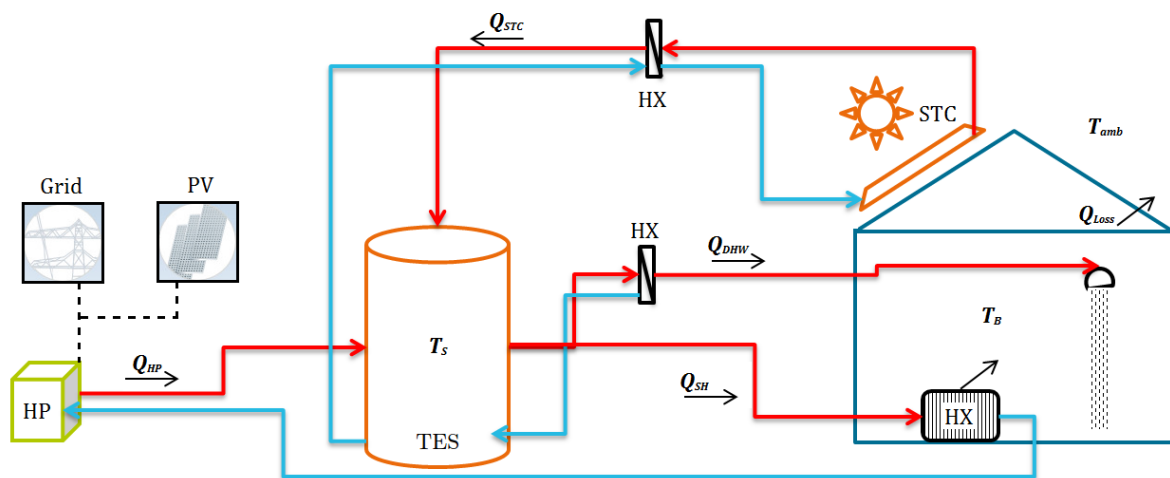 Q_STC
HX
STC
T_amb
Grid
PV
Q_Loss
HX
Q_DHW
T_S
T_B
Q_HP
Q_SH
HP
TES
HX